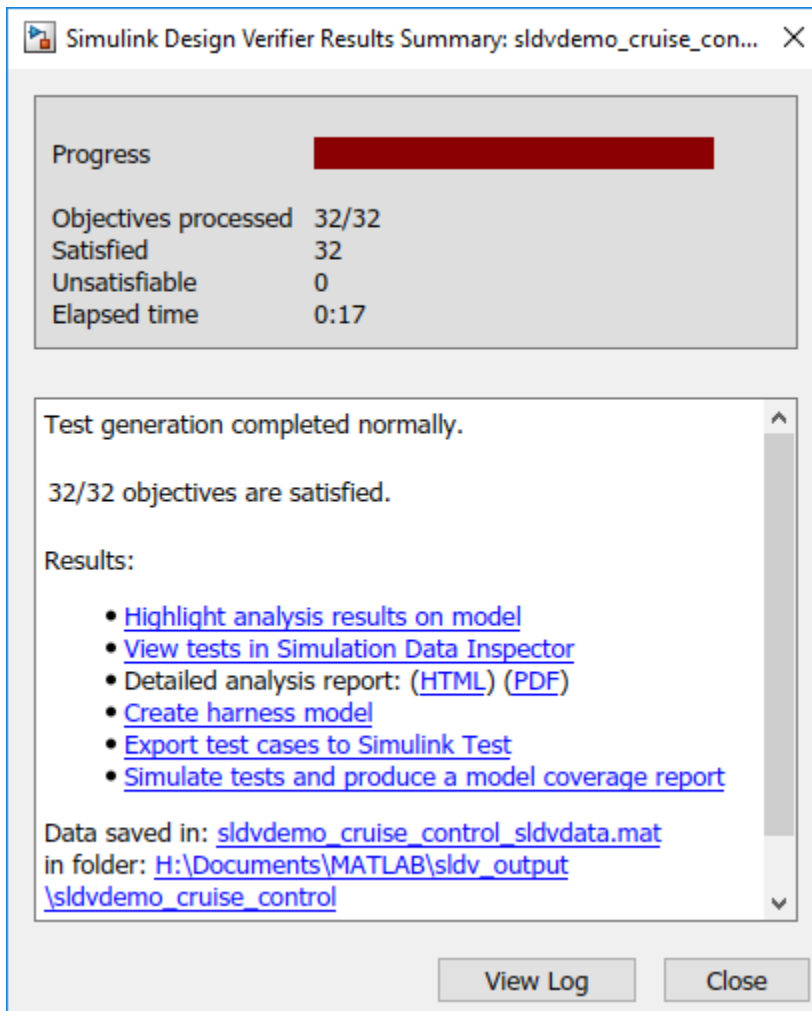 Simulink Design Verifier Results Summary: sldvdemo_cruise_con...
Progress
Objectives processed 32/32
Satisfied 32
Unsatisfiable 0
Elapsed time 0:17
Test generation completed normally.
32/32 objectives are satisfied.
Results:
• Highlight analysis results on model
• View tests in Simulation Data Inspector
• Detailed analysis report: (HTML) (PDF)
• Create harness model
• Export test cases to Simulink Test
• Simulate tests and produce a model coverage report
Data saved in: sldvdemo_cruise_control_sldvdata.mat
in folder: H:\Documents\MATLAB\sldv_output
\sldvdemo_cruise_control
View Log Close